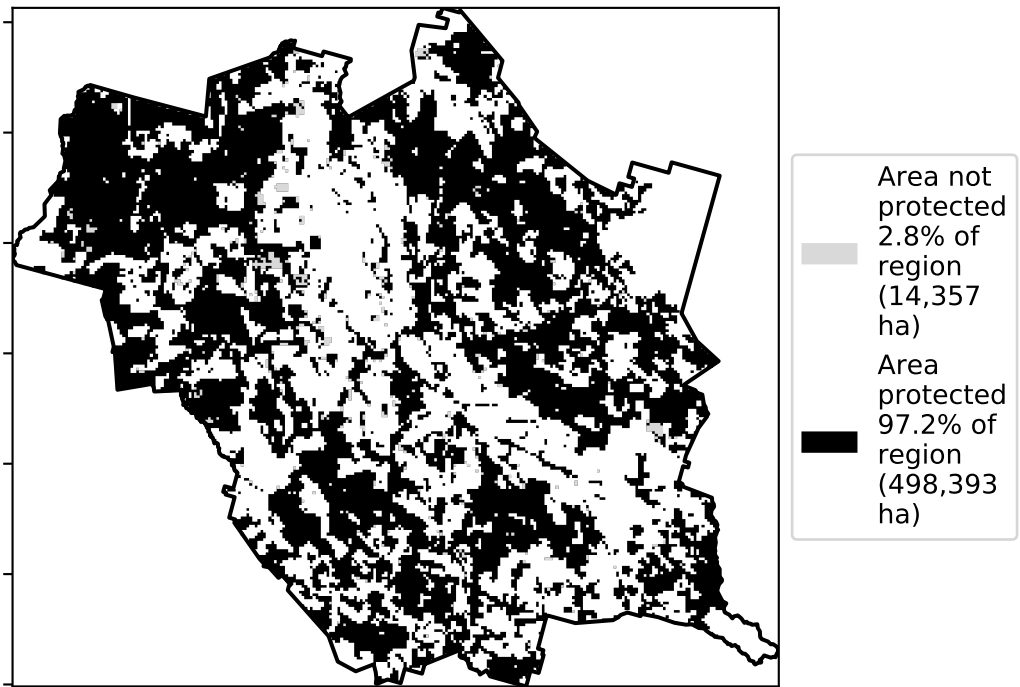 Area not
protected
2.8% of
region
(14,357
ha)
Area
protected
97.2% of
region
(498,393
ha)